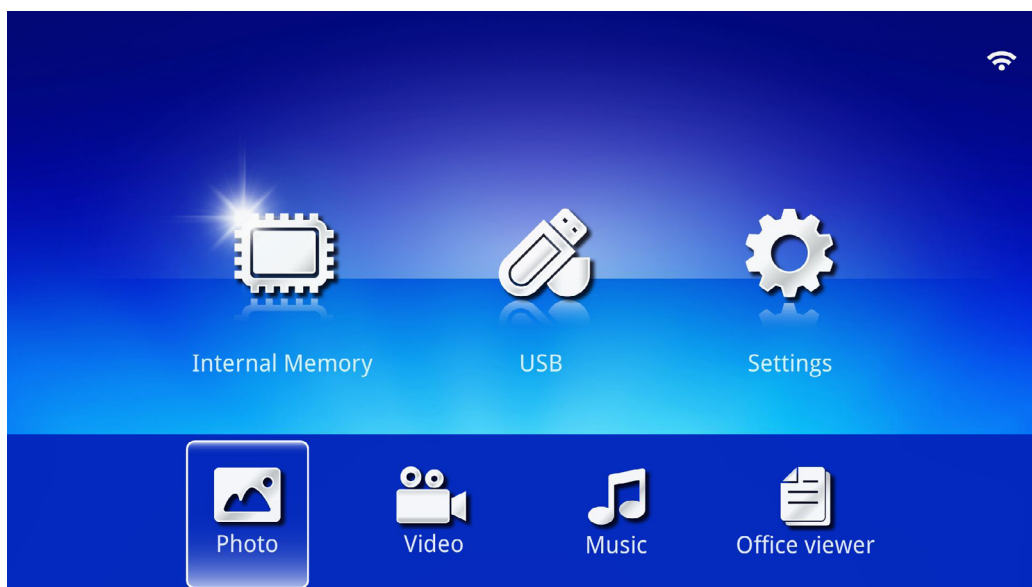 Internal Memory
USB
Settings
Photo
Video
Music
Office viewer